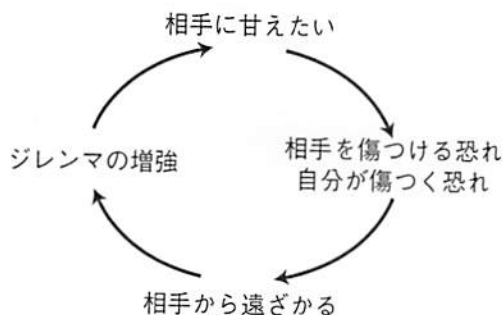 相手に甘えたい
相手を傷つける恐れ
自分が傷つく恐れ
相手から遠ざかる
ジレンマの増強